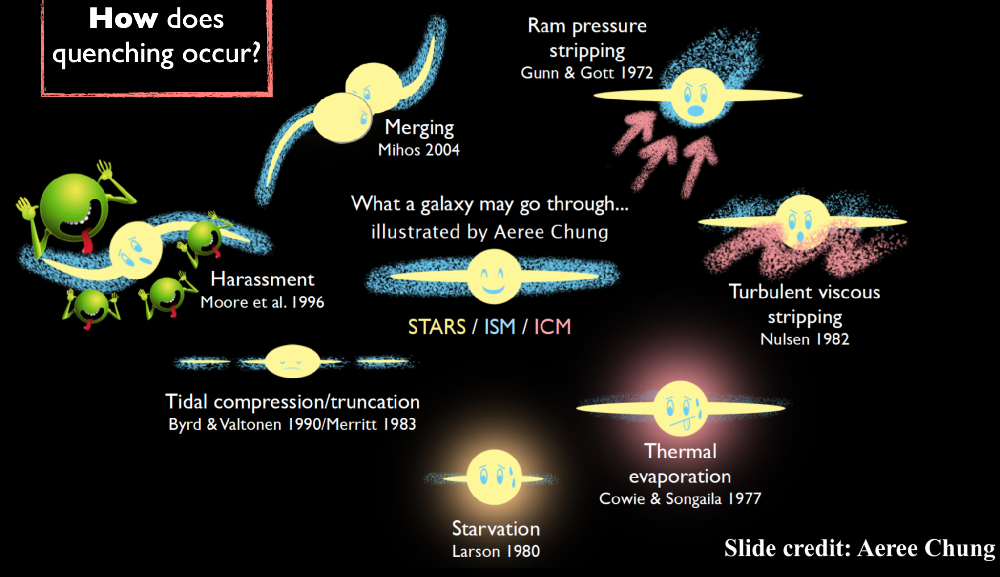 How does
quenching occur?
Ram pressure
stripping
Gunn & Gott 1972
Merging
Mihos 2004
What a galaxy may go through...
illustrated by Aeree Chung
Harassment
Moore et al. 1996
STARS / ISM / ICM
Turbulent viscous
stripping
Nulsen 1982
Tidal compression/truncation
Byrd & Valtonen 1990/Merritt 1983
Thermal
evaporation
Cowie & Songaila 1977
Starvation
Larson 1980
Slide credit: Aeree Chung